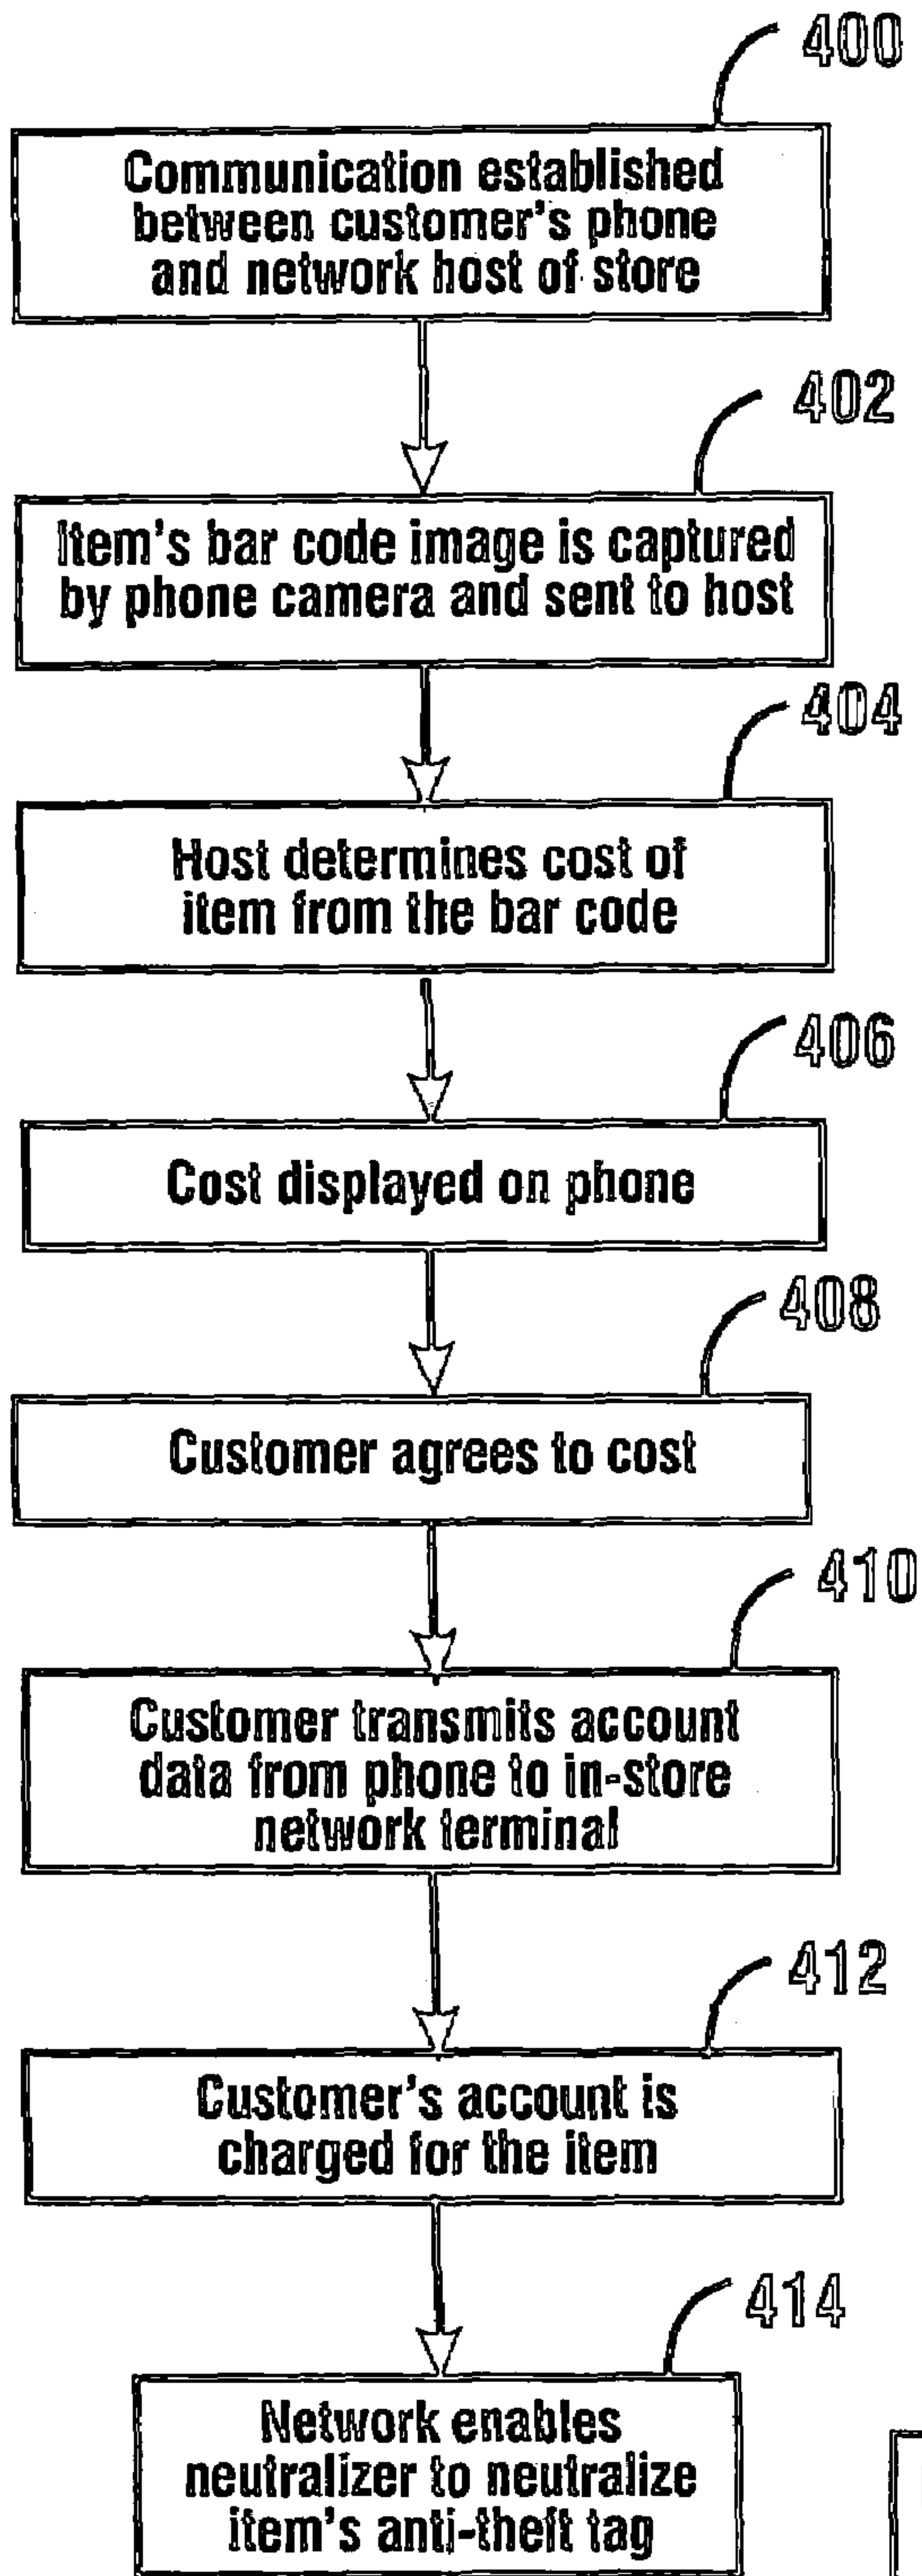 400
Communication established
between customer's phone
and network host of store
402
Item's bar code image is captured
by phone camera and sent to host
404
Host determines cost of
item from the bar code
406
Cost displayed on phone
408
Customer agrees to cost
410
Customer transmits account
data from phone to in-store
network terminal
412
Customer's account is
charged for the item
414
Network enables
neutralizer to neutralize
item's anti-theft tag